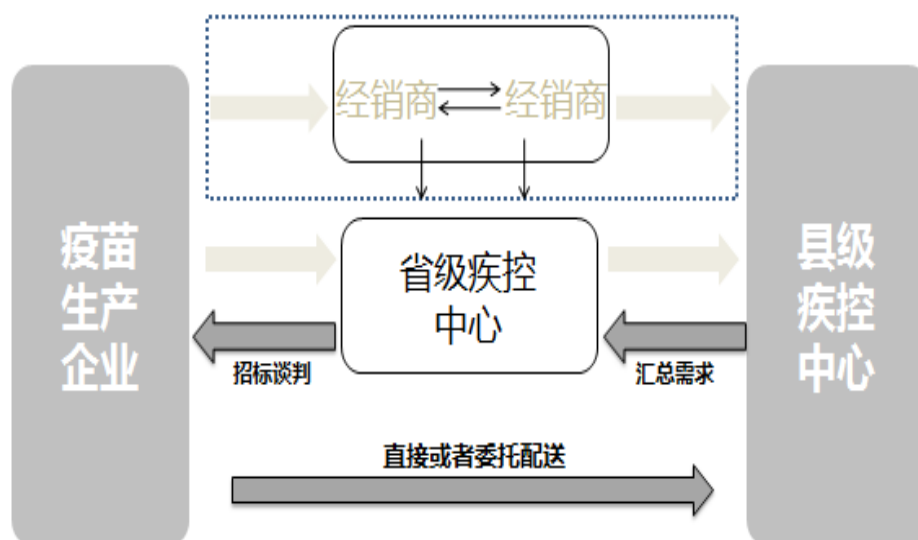 经销商
经销商
疫苗
生产
企业
省级疾控
中心
县级
疾控
中心
招标谈判
汇总需求
直接或者委托配送